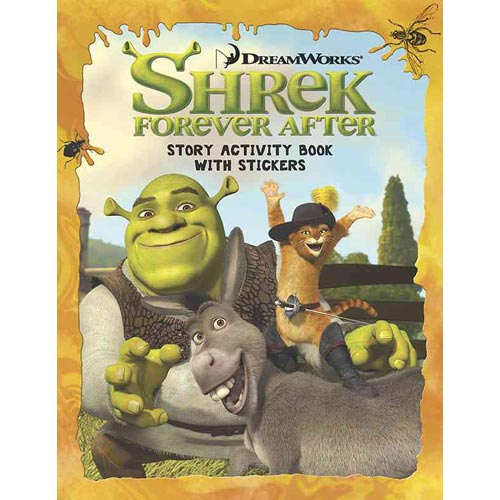 DREAMWORKS®
SHREK
FOREVER AFTER
STORY ACTIVITY BOOK
WITH STICKERS